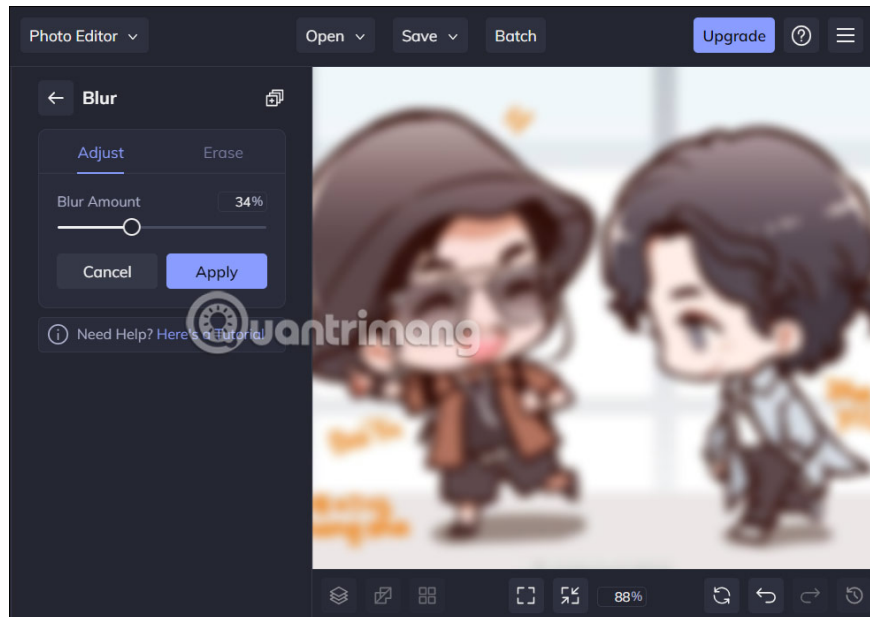 Photo Editor
Open
Save
Batch
Upgrade
Blur
Adjust
Erase
Blur Amount
34%
Cancel
Apply
Need Help? Here's a Tutorial
uantrimang
88%